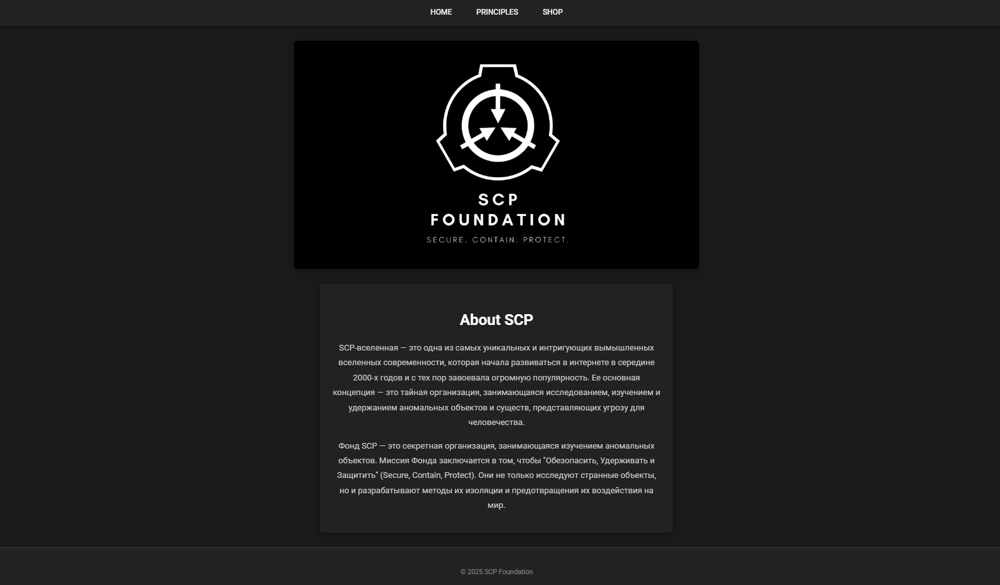 HOME PRINCIPLES SHOP
SCP
FOUNDATION
SECURE. CONTAIN. PROTECT.
About SCP
SCP-вселенная — это одна из самых уникальных и интригующих вымышленных
вселенных современности, которая начала развиваться в интернете в середине
2000-х годов и с тех пор завоевала огромную популярность. Ее основная
концепция — это тайная организация, занимающаяся исследованием, изучением и
удержанием аномальных объектов и существ, представляющих угрозу для
человечества.
Фонд SCP — это секретная организация, занимающаяся изучением аномальных
объектов. Миссия Фонда заключается в том, чтобы "Обезопасить, Удерживать и
Защитить" (Secure, Contain, Protect). Они не только исследуют странные объекты,
но и разрабатывают методы их изоляции и предотвращения их воздействия на
мир.
© 2025 SCP Foundation